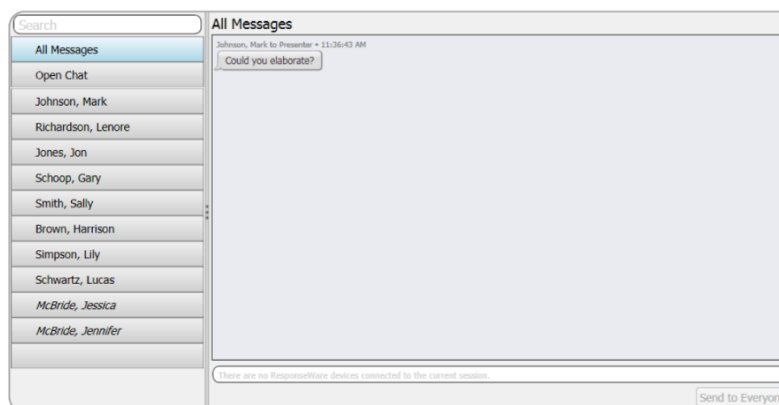 Search
All Messages
Open Chat
Johnson, Mark
Richardson, Lenore
Jones, Jon
Schoop, Gary
Smith, Sally
Brown, Harrison
Simpson, Lily
Schwartz, Lucas
McBride, Jessica
McBride, Jennifer
All Messages
Johnson, Mark to Presenter • 11:36:43 AM
Could you elaborate?
There are no ResponseWare devices connected to the current session.
Send to Everyon